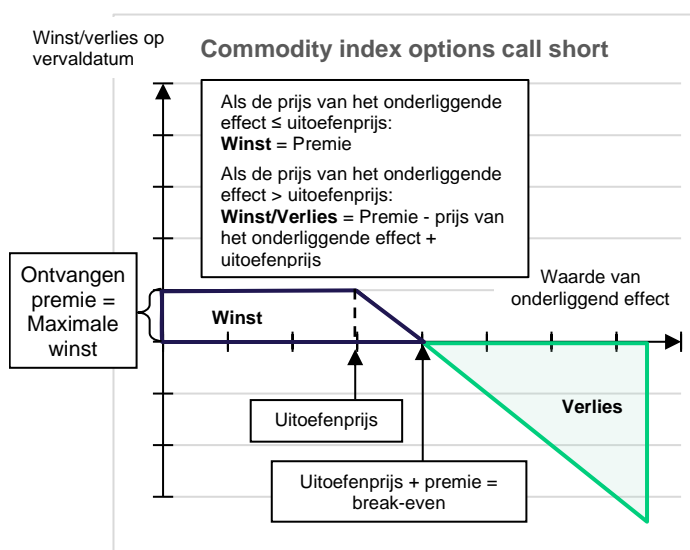 Winst/verlies op
vervaldatum
Commodity index options call short
Als de prijs van het onderliggende
effect ≤ uitoefenprijs:
Winst = Premie
Als de prijs van het onderliggende
effect > uitoefenprijs:
Winst/Verlies = Premie - prijs van
het onderliggende effect +
uitoefenprijs
Ontvangen
premie =
Maximale
winst
Waarde van
onderliggend effect
Winst
Verlies
Uitoefenprijs
Uitoefenprijs + premie =
break-even